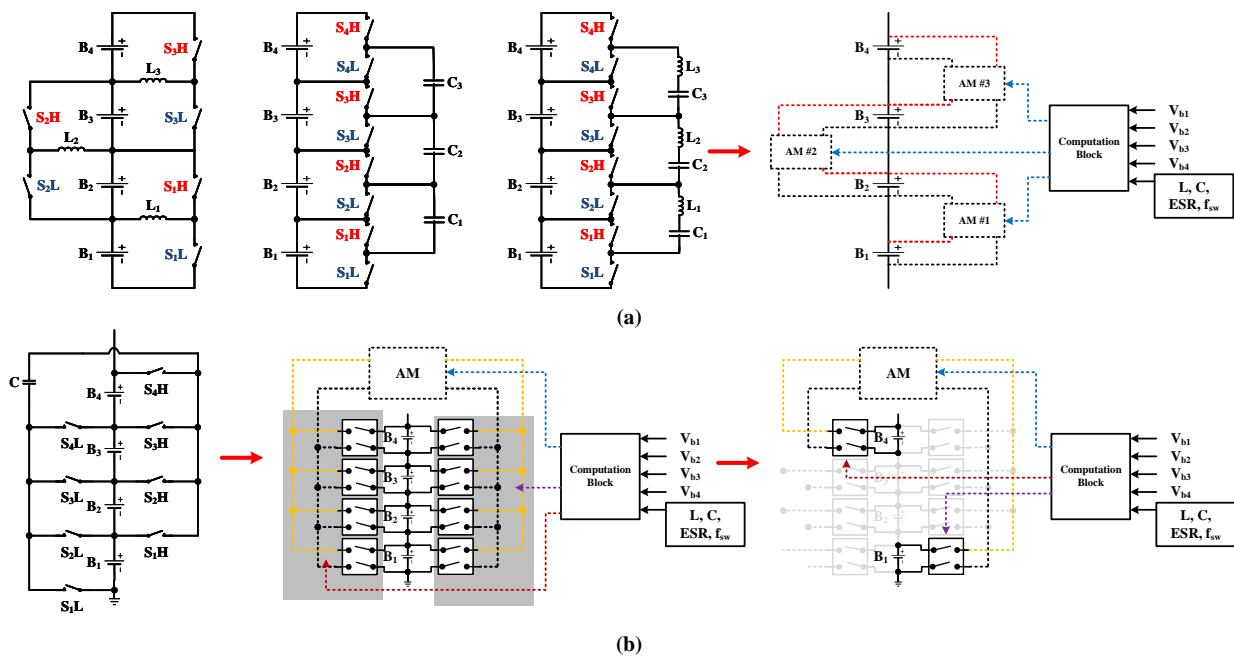 B₄
S₃H
L₃
S₂H
B₃
S₃L
L₂
S₂L
B₂
S₁H
L₁
B₁
S₁L
S₄H
B₄
S₄L
C₃
S₃H
B₃
S₃L
C₂
S₂H
B₂
S₂L
C₁
S₁H
B₁
S₁L
S₄H
B₄
S₄L
L₃
S₃H
C₃
B₃
S₃L
L₂
S₂H
C₂
B₂
S₂L
L₁
S₁H
C₁
B₁
S₁L
B₄
AM #3
B₃
AM #2
B₂
AM #1
B₁
Computation
Block
Vb1
Vb2
Vb3
Vb4
L, C,
ESR, fsw
(a)
C
S₄H
B₄
S₄L
S₃H
B₃
S₃L
S₂H
B₂
S₂L
S₁H
B₁
S₁L
AM
B₄
B₃
B₂
B₁
Computation
Block
Vb1
Vb2
Vb3
Vb4
L, C,
ESR, fsw
AM
B₄
B₃
B₂
B₁
Computation
Block
Vb1
Vb2
Vb3
Vb4
L, C,
ESR, fsw
(b)